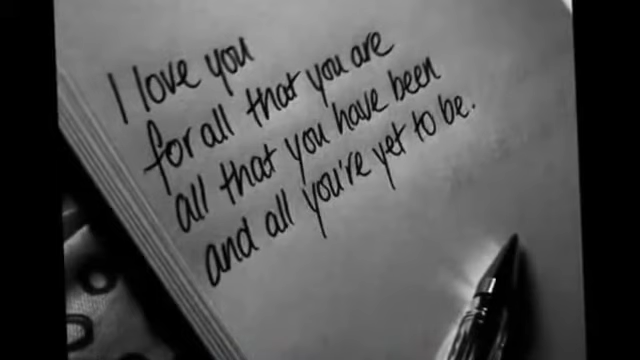 I love you
for all that you are
all that you have been
and all you're yet to be.